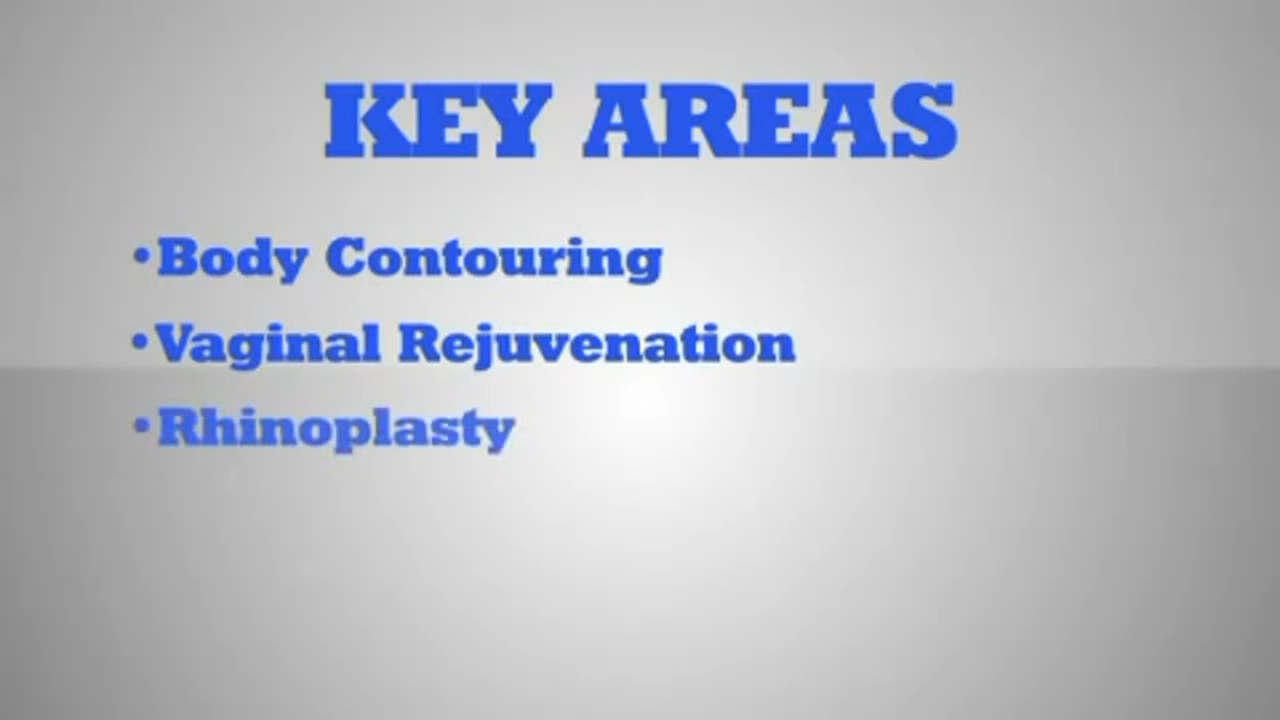 KEY AREAS
•Body Contouring
•Vaginal Rejuvenation
•Rhinoplasty